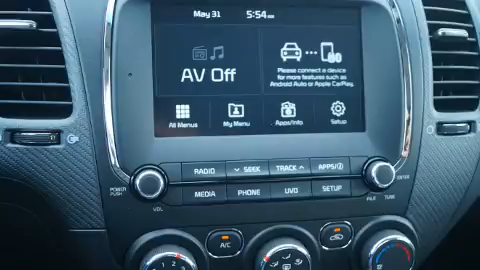 May 31 5:54 AM
AV Off
Please connect a device
for more features such as
Android Auto or Apple CarPlay.
All Menus My Menu Apps/Info Setup
RADIO SEEK TRACK APPS/i
MEDIA PHONE UVO SETUP
POWER
PUSH
VOL
ENTER
FILE TUNE
A/C